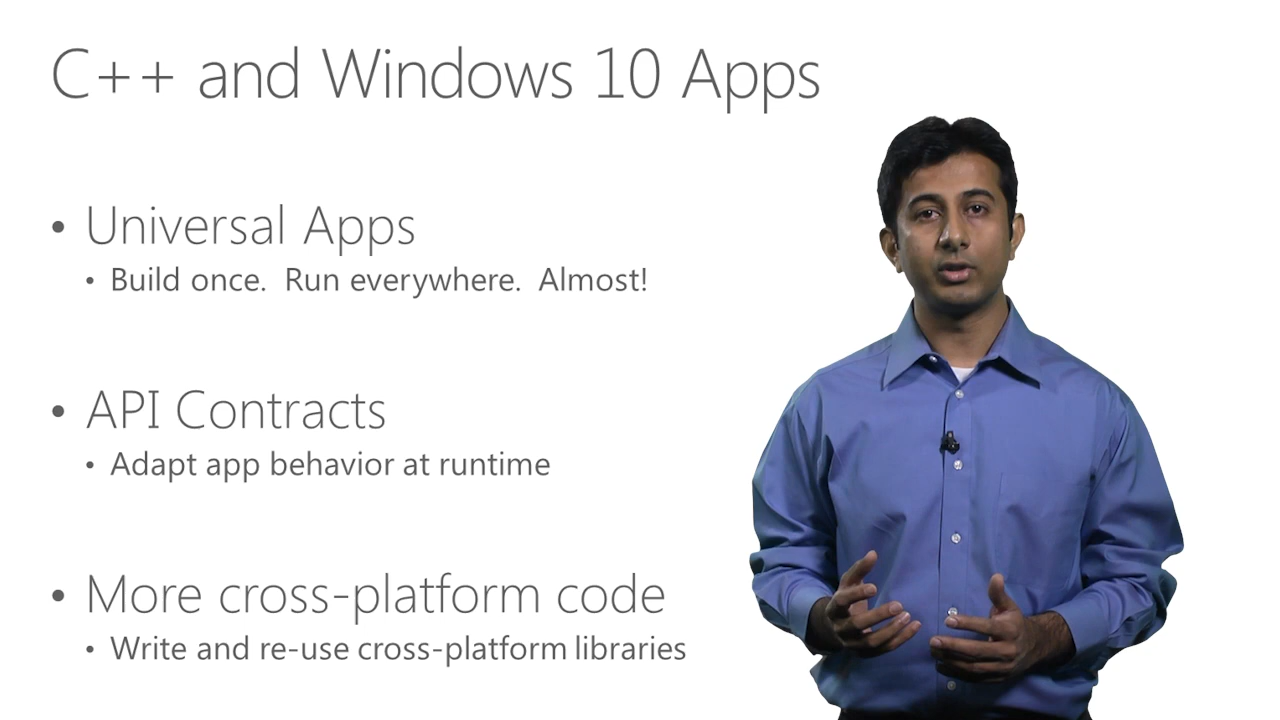 C++ and Windows 10 Apps
• Universal Apps
• Build once.  Run everywhere.  Almost!
• API Contracts
• Adapt app behavior at runtime
• More cross-platform code
• Write and re-use cross-platform libraries